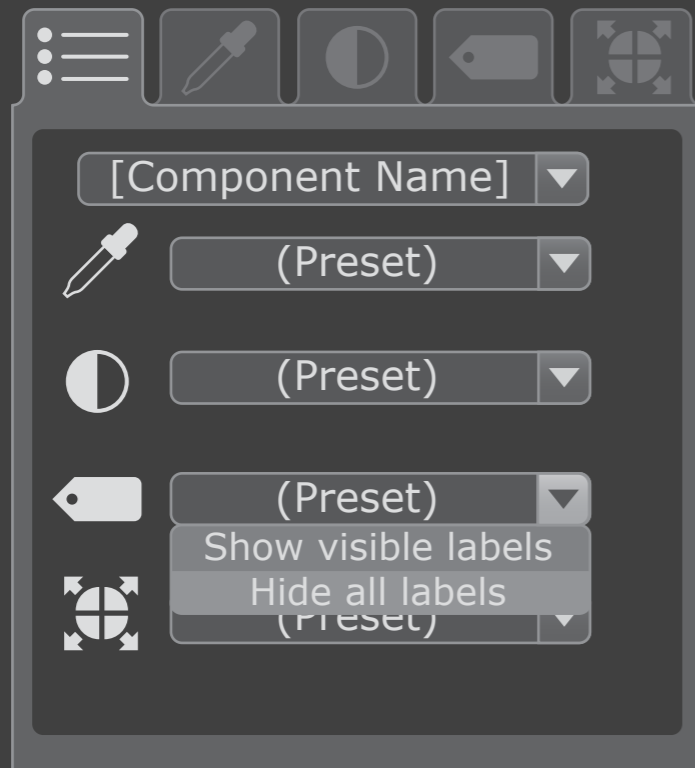 [Component Name]
(Preset)
(Preset)
(Preset)
Show visible labels
Hide all labels
(Preset)